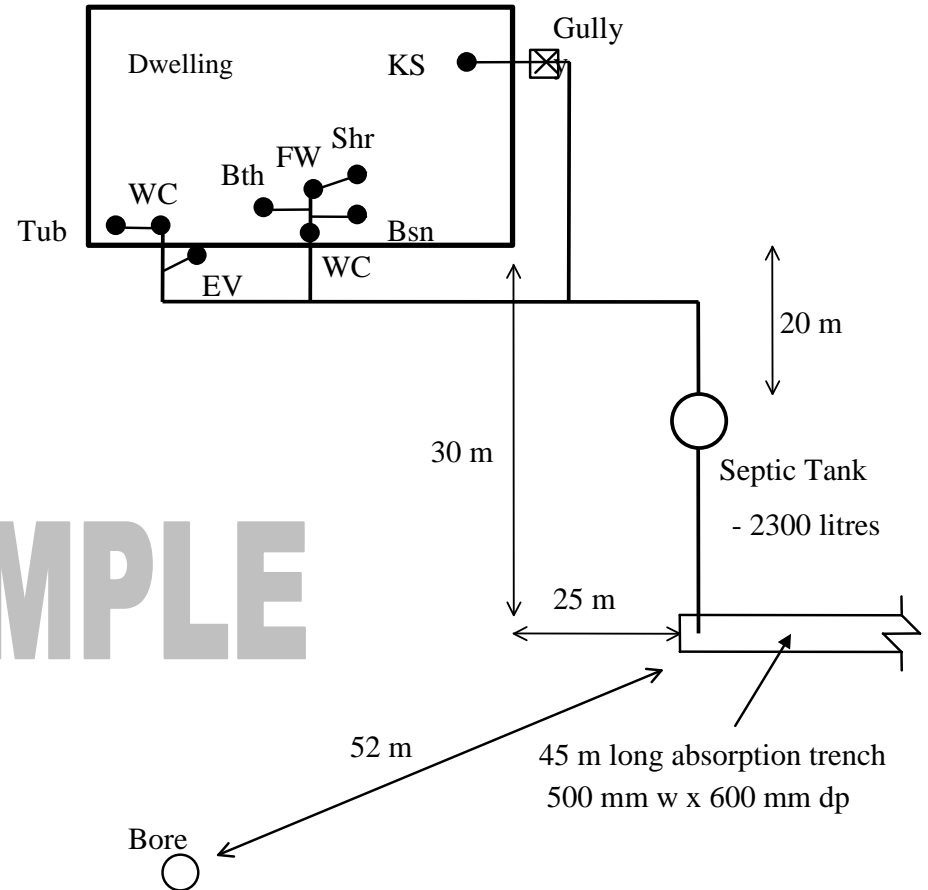 Gully
y
Dwelling
KS
Shr
FW
Bth
WC
Tub
Bsn
WC
EV
20 m
30 m
Septic Tank
- 2300 litres
MPLE
25 m
52 m
45 m long absorption trench
500 mm w x 600 mm dp
Bore